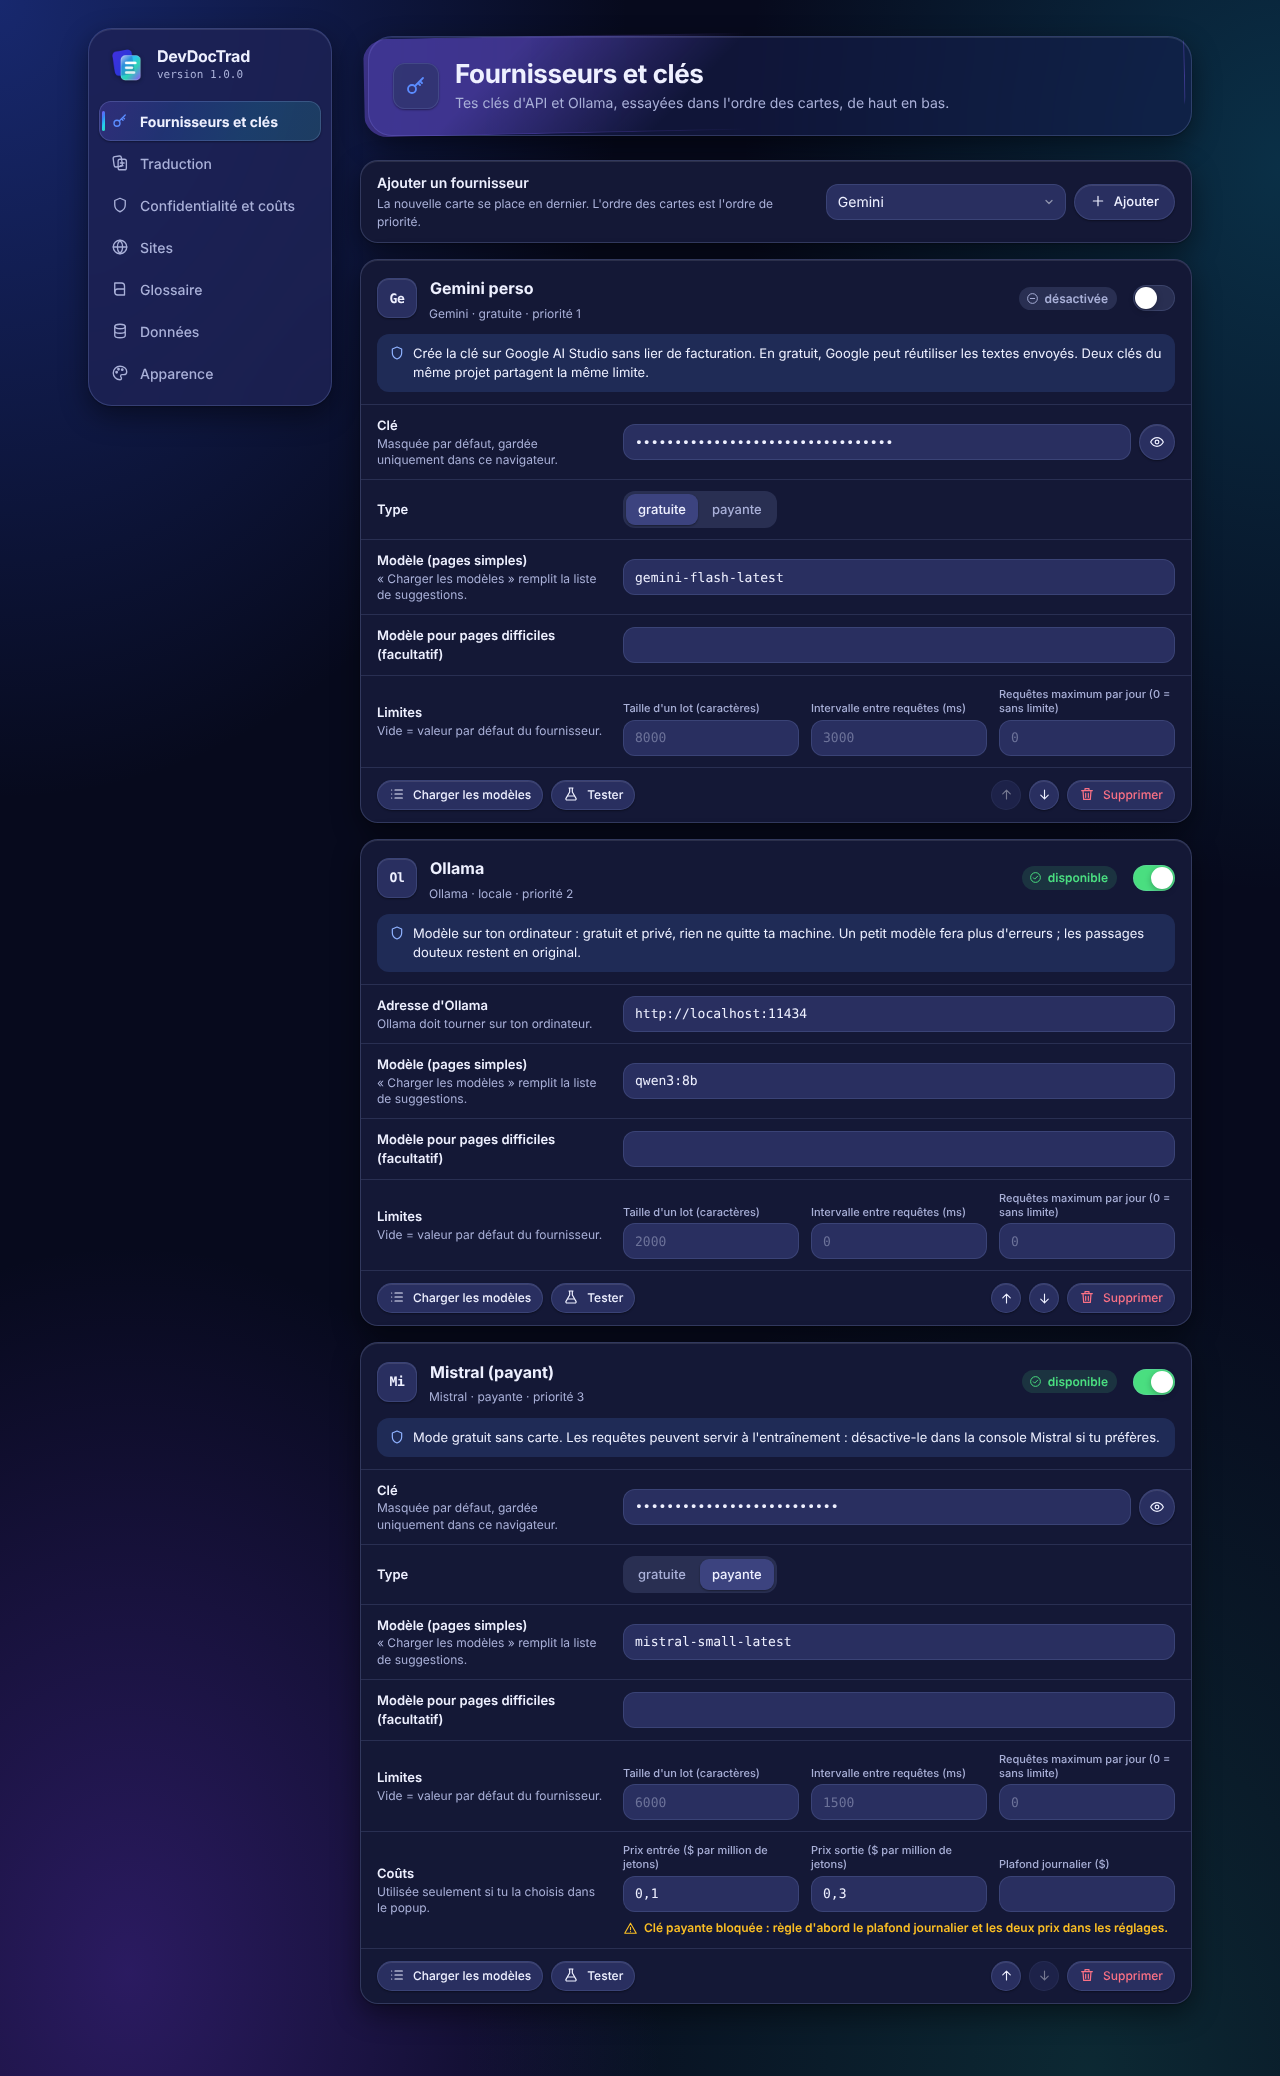 DevDocTrad
version 1.0.0
Fournisseurs et clés
Traduction
Confidentialité et coûts
Sites
Glossaire
Données
Apparence
Fournisseurs et clés
Tes clés d'API et Ollama, essayées dans l'ordre des cartes, de haut en bas.
Ajouter un fournisseur
La nouvelle carte se place en dernier. L'ordre des cartes est l'ordre de
priorité.
Gemini
Ajouter
Ge
Gemini perso
Gemini · gratuite · priorité 1
désactivée
Crée la clé sur Google AI Studio sans lier de facturation. En gratuit, Google peut réutiliser les textes envoyés. Deux clés du
même projet partagent la même limite.
Clé
Masquée par défaut, gardée
uniquement dans ce navigateur.
•••••••••••••••••••••••••••••••••
Type
gratuite
payante
Modèle (pages simples)
« Charger les modèles » remplit la liste
de suggestions.
gemini-flash-latest
Modèle pour pages difficiles
(facultatif)
Limites
Vide = valeur par défaut du fournisseur.
Taille d'un lot (caractères)
8000
Intervalle entre requêtes (ms)
3000
Requêtes maximum par jour (0 =
sans limite)
0
Charger les modèles
Tester
Supprimer
Ol
Ollama
Ollama · locale · priorité 2
disponible
Modèle sur ton ordinateur : gratuit et privé, rien ne quitte ta machine. Un petit modèle fera plus d'erreurs ; les passages
douteux restent en original.
Adresse d'Ollama
Ollama doit tourner sur ton ordinateur.
http://localhost:11434
Modèle (pages simples)
« Charger les modèles » remplit la liste
de suggestions.
qwen3:8b
Modèle pour pages difficiles
(facultatif)
Limites
Vide = valeur par défaut du fournisseur.
Taille d'un lot (caractères)
2000
Intervalle entre requêtes (ms)
0
Requêtes maximum par jour (0 =
sans limite)
0
Charger les modèles
Tester
Supprimer
Mi
Mistral (payant)
Mistral · payante · priorité 3
disponible
Mode gratuit sans carte. Les requêtes peuvent servir à l'entraînement : désactive-le dans la console Mistral si tu préfères.
Clé
Masquée par défaut, gardée
uniquement dans ce navigateur.
••••••••••••••••••••••••••
Type
gratuite
payante
Modèle (pages simples)
« Charger les modèles » remplit la liste
de suggestions.
mistral-small-latest
Modèle pour pages difficiles
(facultatif)
Limites
Vide = valeur par défaut du fournisseur.
Taille d'un lot (caractères)
6000
Intervalle entre requêtes (ms)
1500
Requêtes maximum par jour (0 =
sans limite)
0
Coûts
Utilisée seulement si tu la choisis dans
le popup.
Prix entrée ($ par million de
jetons)
0,1
Prix sortie ($ par million de
jetons)
0,3
Plafond journalier ($)
Clé payante bloquée : règle d'abord le plafond journalier et les deux prix dans les réglages.
Charger les modèles
Tester
Supprimer